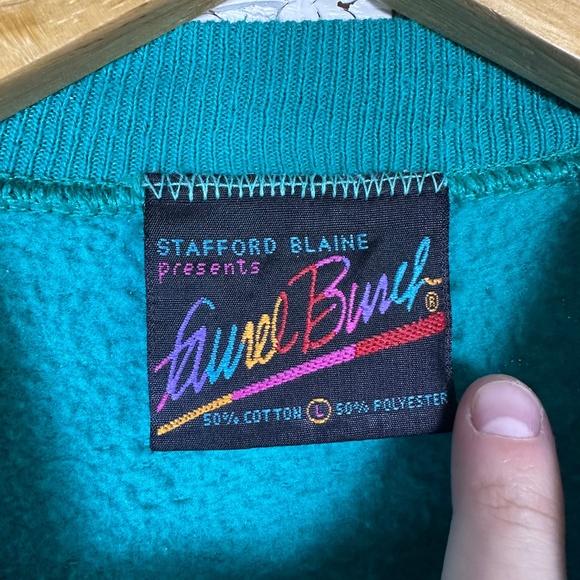 STAFFORD BLAINE
presents
Laurel Burch ®
50% COTTON L 50% POLYESTER